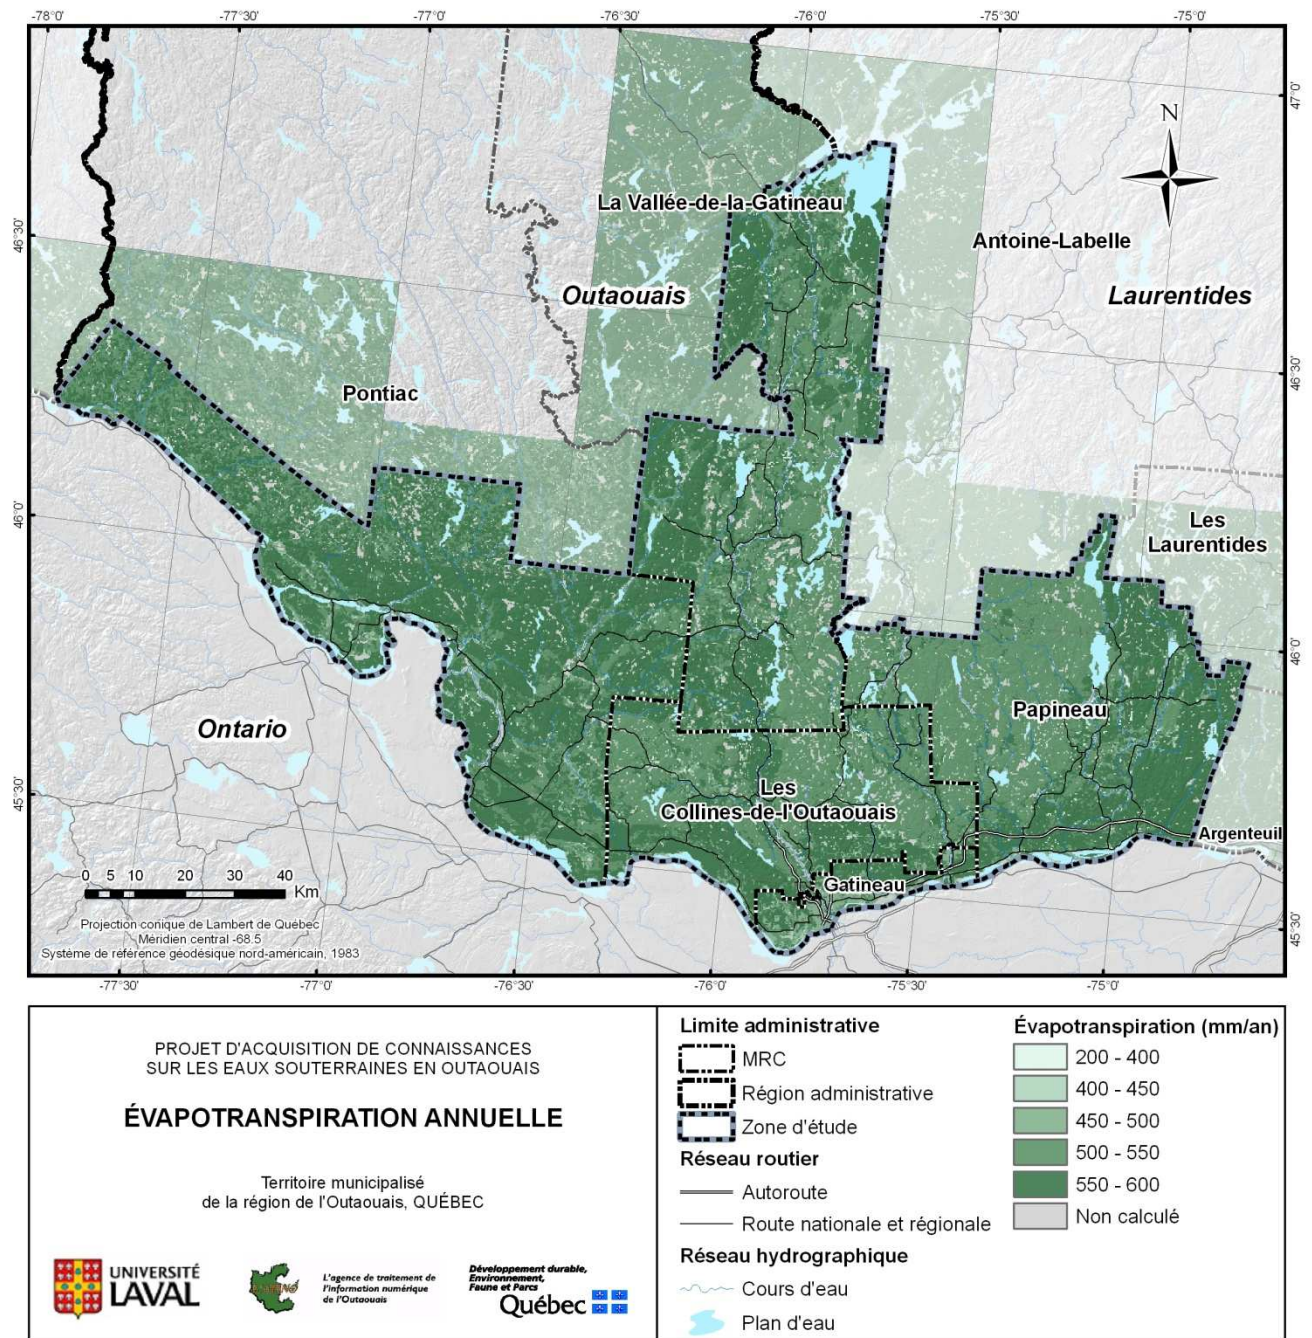 -78°0' -77°30' -77°0' -76°30' -76°0' -75°30' -75°0'
47°0'
N
La Vallée-de-la-Gatineau
46°30'
Antoine-Labelle
Outaouais
Laurentides
46°30'
Pontiac
46°0'
Les
Laurentides
46°0'
Papineau
Ontario
45°30'
Les
Collines-de-l'Outaouais
Argenteuil
Gatineau
0 5 10 20 30 40
Km
45°30'
Projection conique de Lambert de Québec
Méridien central -68.5
Système de référence géodésique nord-américain, 1983
-77°30' -77°0' -76°30' -76°0' -75°30' -75°0'
PROJET D'ACQUISITION DE CONNAISSANCES
SUR LES EAUX SOUTERRAINES EN OUTAOUAIS
ÉVAPOTRANSPIRATION ANNUELLE
Territoire municipalisé
de la région de l'Outaouais, QUÉBEC
UNIVERSITÉ
LAVAL
L'agence de traitement de
l'information numérique
de l'Outaouais
Développement durable,
Environnement,
Faune et Parcs
Québec
Limite administrative
MRC
Région administrative
Zone d'étude
Réseau routier
Autoroute
Route nationale et régionale
Réseau hydrographique
Cours d'eau
Plan d'eau
Évapotranspiration (mm/an)
200 - 400
400 - 450
450 - 500
500 - 550
550 - 600
Non calculé